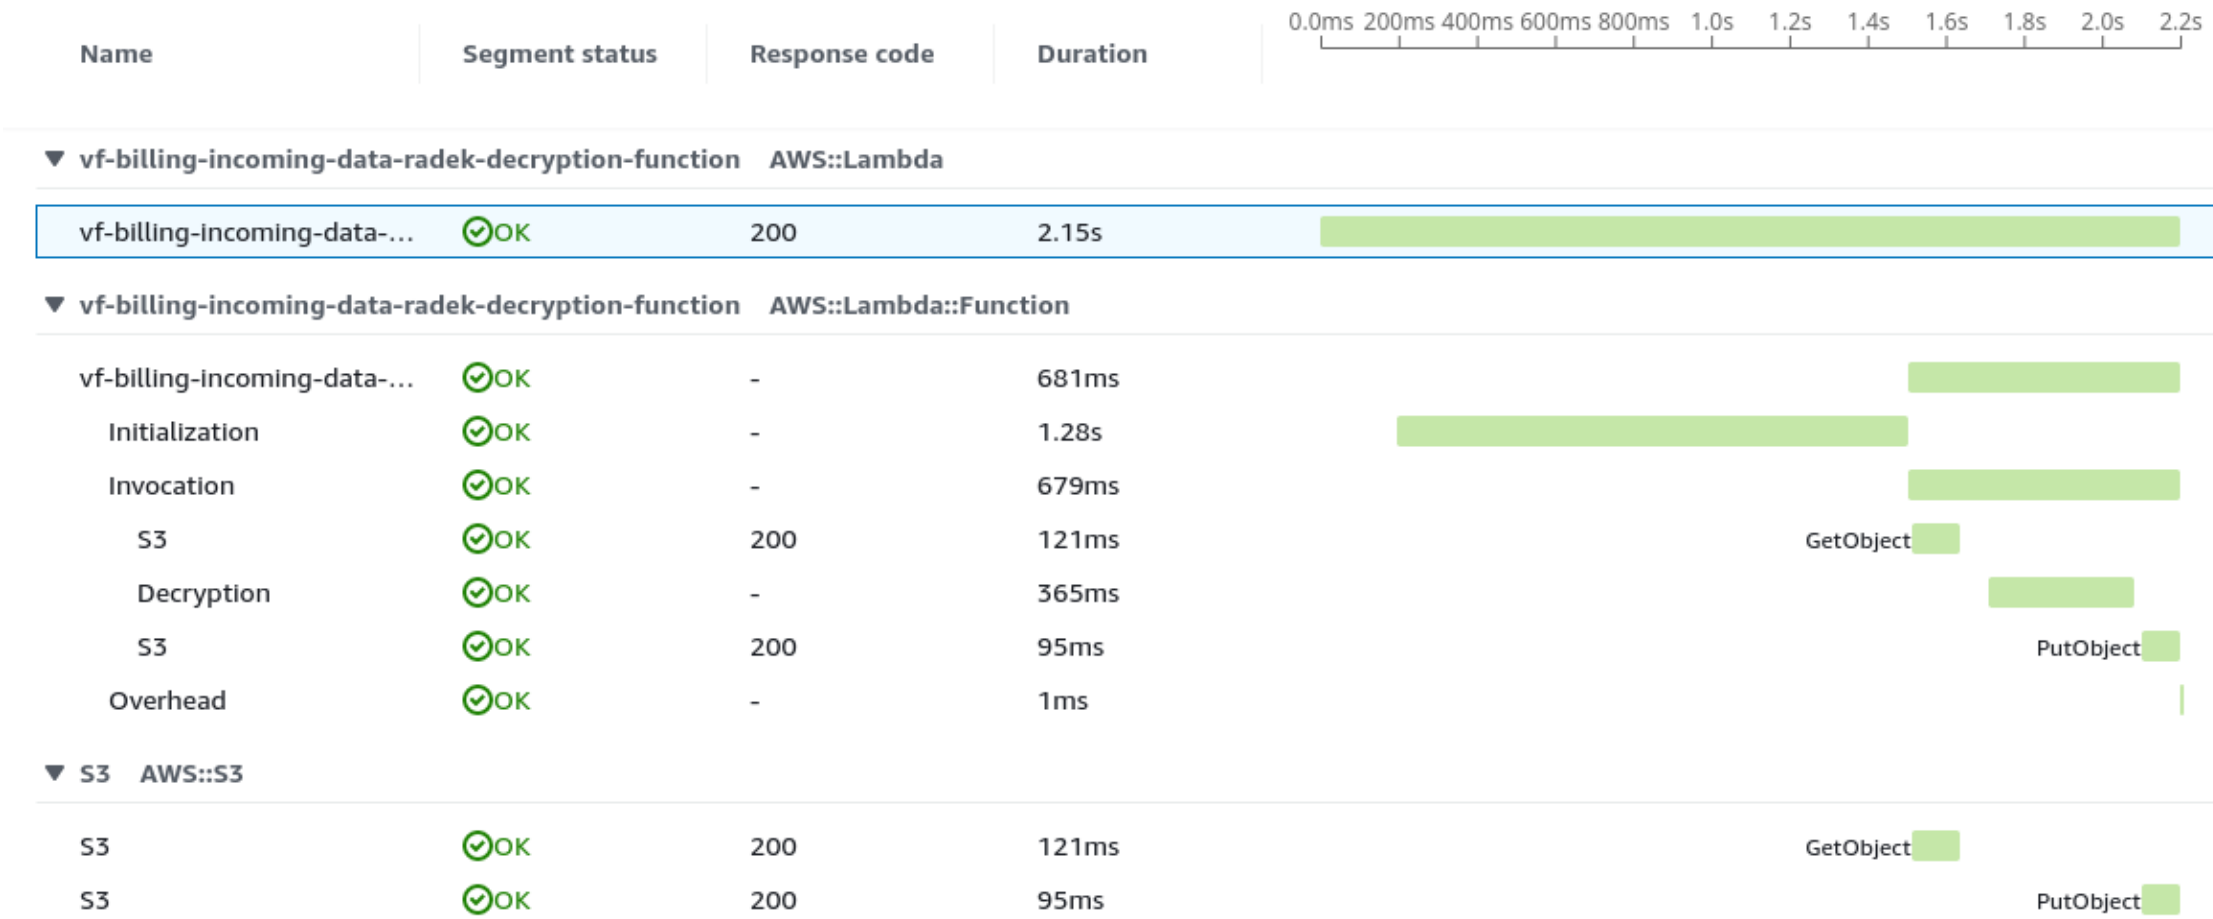 0.0ms 200ms 400ms 600ms 800ms 1.0s 1.2s 1.4s 1.6s 1.8s 2.0s 2.2s
Name Segment status Response code Duration
vf-billing-incoming-data-radek-decryption-function AWS::Lambda
vf-billing-incoming-data-... OK 200 2.15s
vf-billing-incoming-data-radek-decryption-function AWS::Lambda::Function
vf-billing-incoming-data-... OK - 681ms
Initialization OK - 1.28s
Invocation OK - 679ms
S3 OK 200 121ms GetObject
Decryption OK - 365ms
S3 OK 200 95ms PutObject
Overhead OK - 1ms
S3 AWS::S3
S3 OK 200 121ms GetObject
S3 OK 200 95ms PutObject